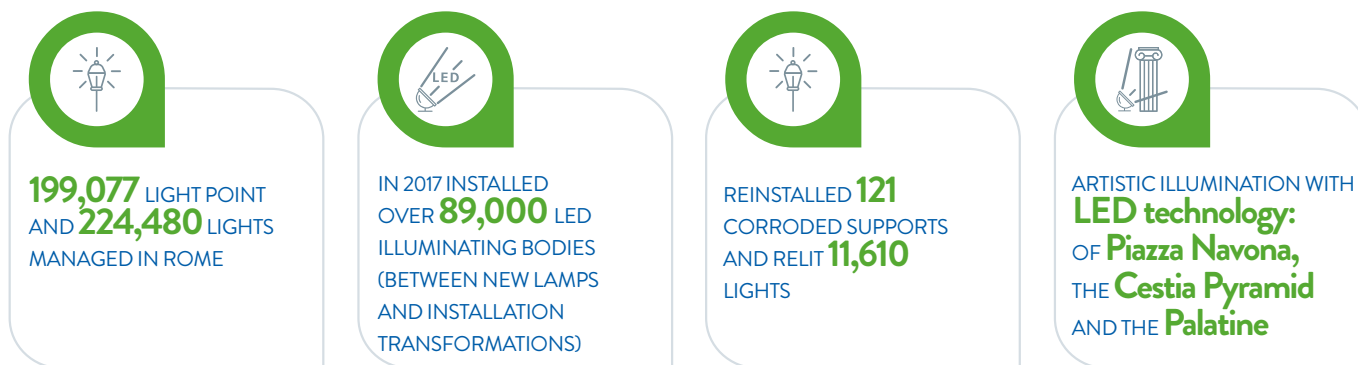 199,077 LIGHT POINT
AND 224,480 LIGHTS
MANAGED IN ROME
LED
IN 2017 INSTALLED
OVER 89,000 LED
ILLUMINATING BODIES
(BETWEEN NEW LAMPS
AND INSTALLATION
TRANSFORMATIONS)
REINSTALLED 121
CORRODED SUPPORTS
AND RELIT 11,610
LIGHTS
ARTISTIC ILLUMINATION WITH
LED technology:
OF Piazza Navona,
THE Cestia Pyramid
AND THE Palatine